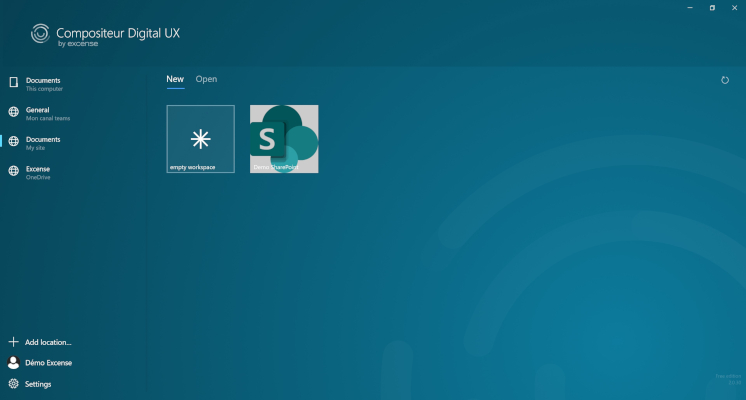 Compositeur Digital UX
by excense
Documents
This computer
General
Mon canal teams
Documents
My site
Excense
OneDrive
Add location...
Démo Excense
Settings
New
Open
empty workspace
S
Démo SharePoint